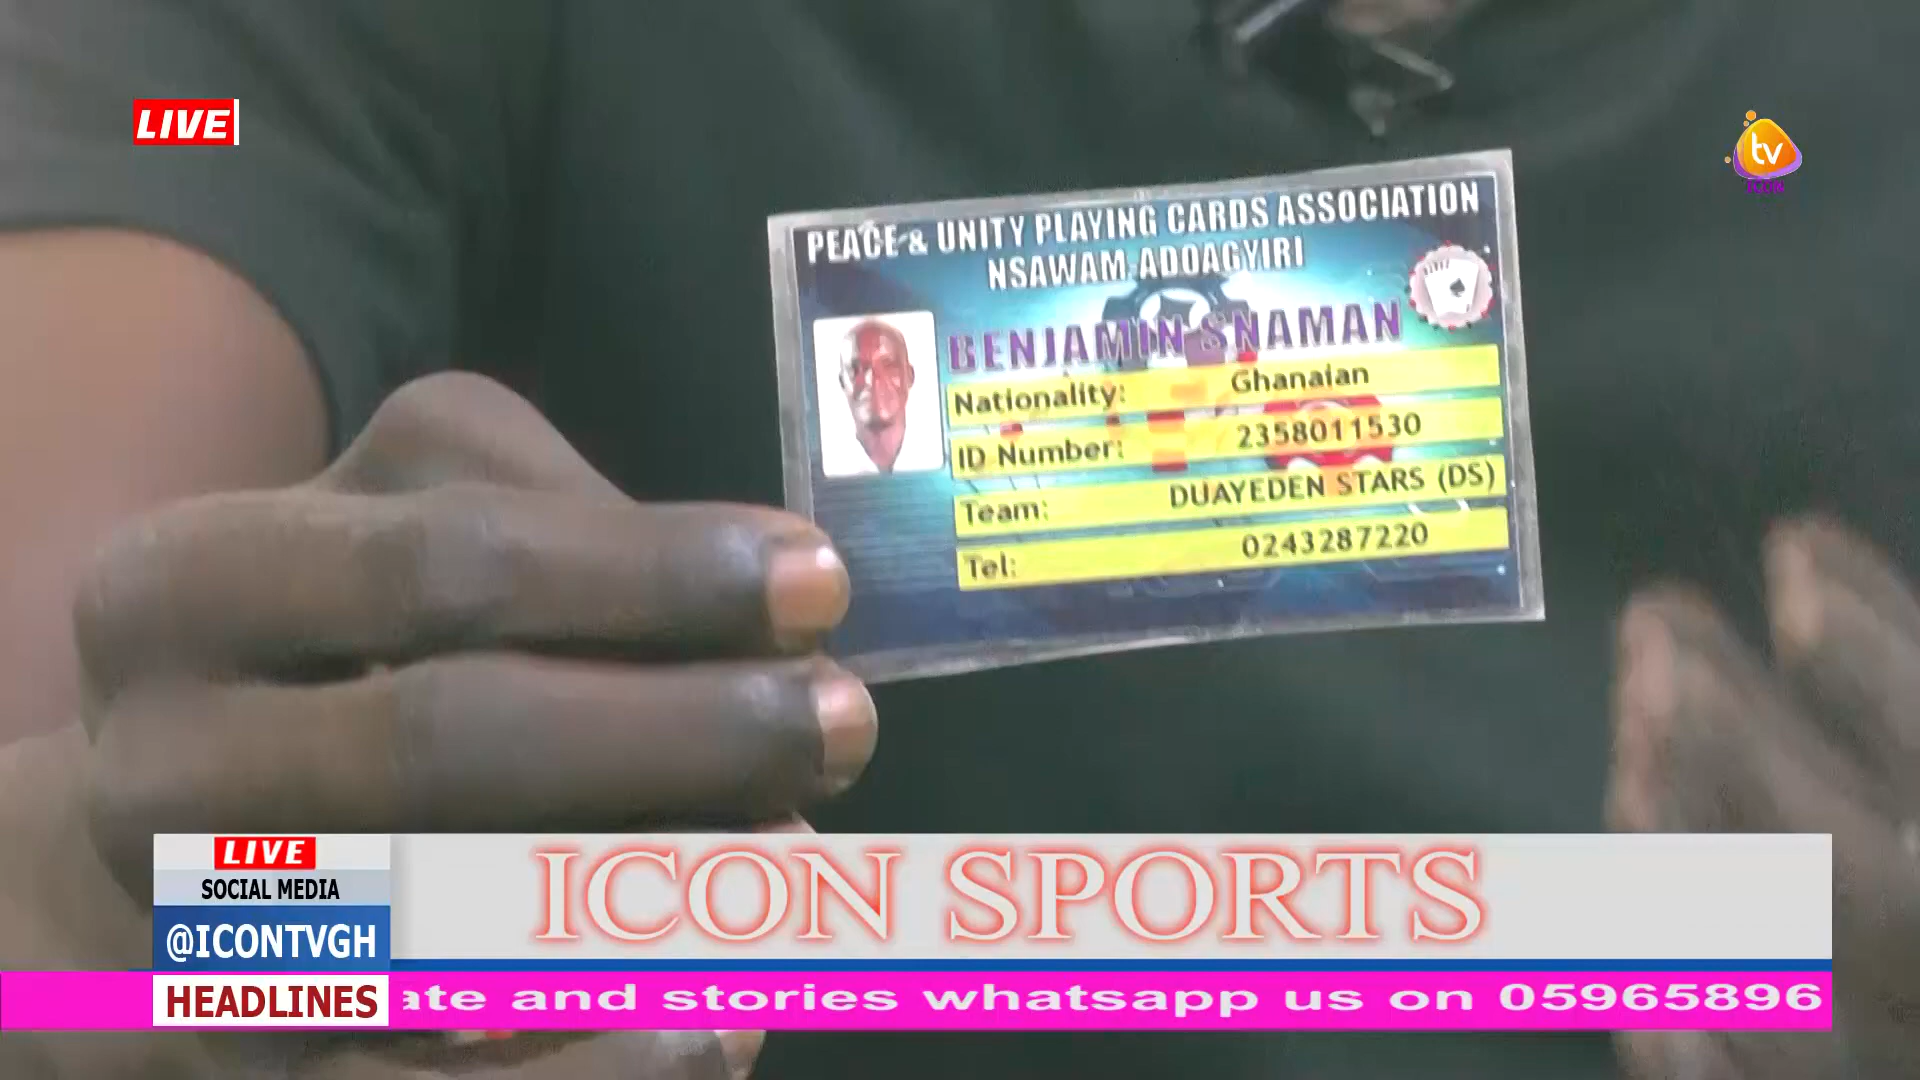 LIVE
tv
ICON
PEACE & UNITY PLAYING CARDS ASSOCIATION
NSAWAM-ADOAGYIRI
BENJAMIN SNAMAN
Nationality: Ghanaian
ID Number: 2358011530
Team: DUAYEDEN STARS (DS)
Tel: 0243287220
LIVE
SOCIAL MEDIA
@ICONTVGH
ICON SPORTS
HEADLINES
ate and stories whatsapp us on 05965896